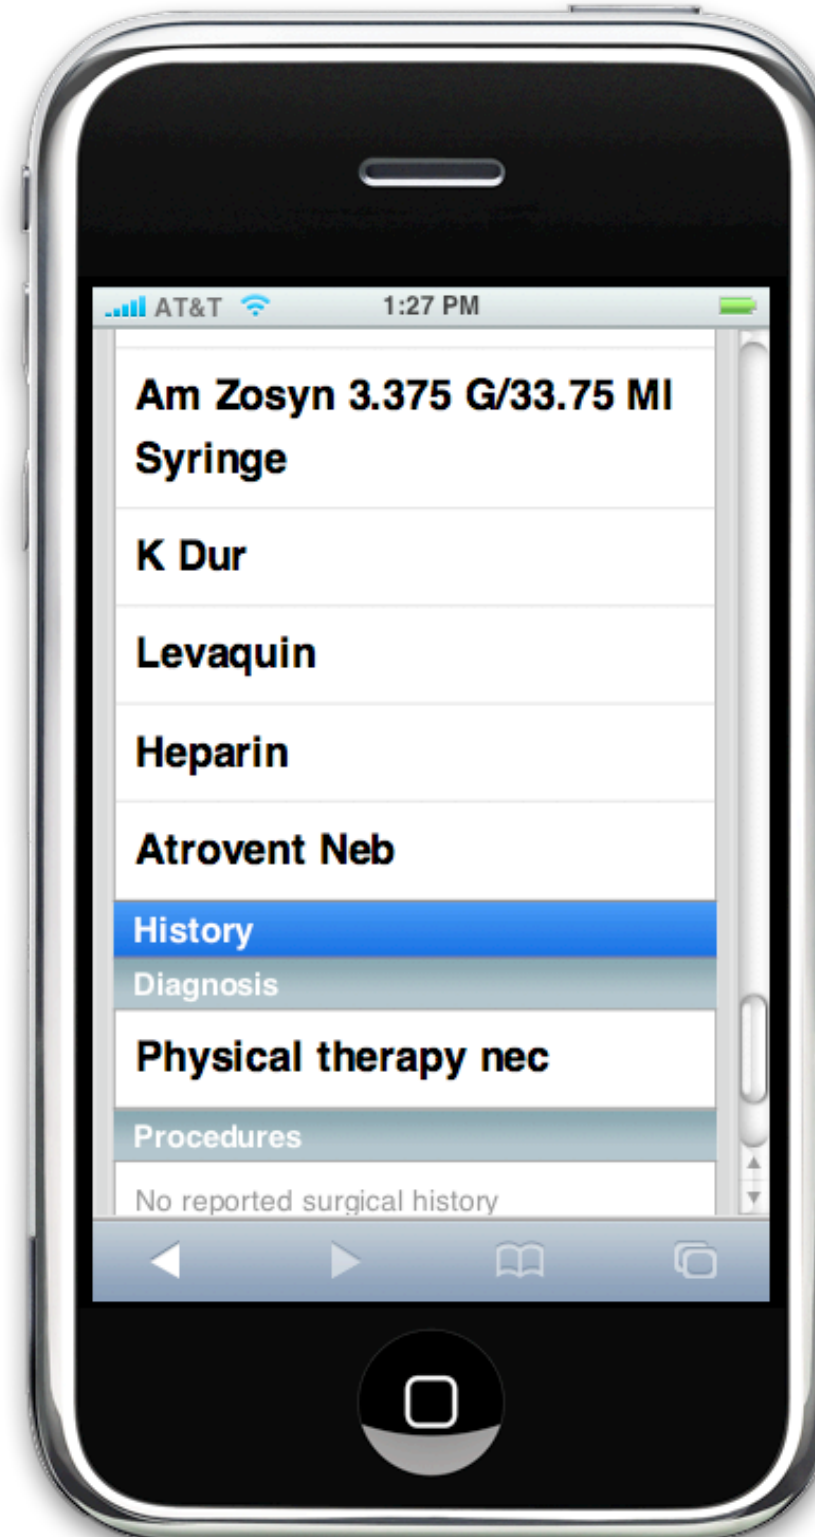 AT&T 1:27 PM
Am Zosyn 3.375 G/33.75 Ml
Syringe
K Dur
Levaquin
Heparin
Atrovent Neb
History
Diagnosis
Physical therapy nec
Procedures
No reported surgical history